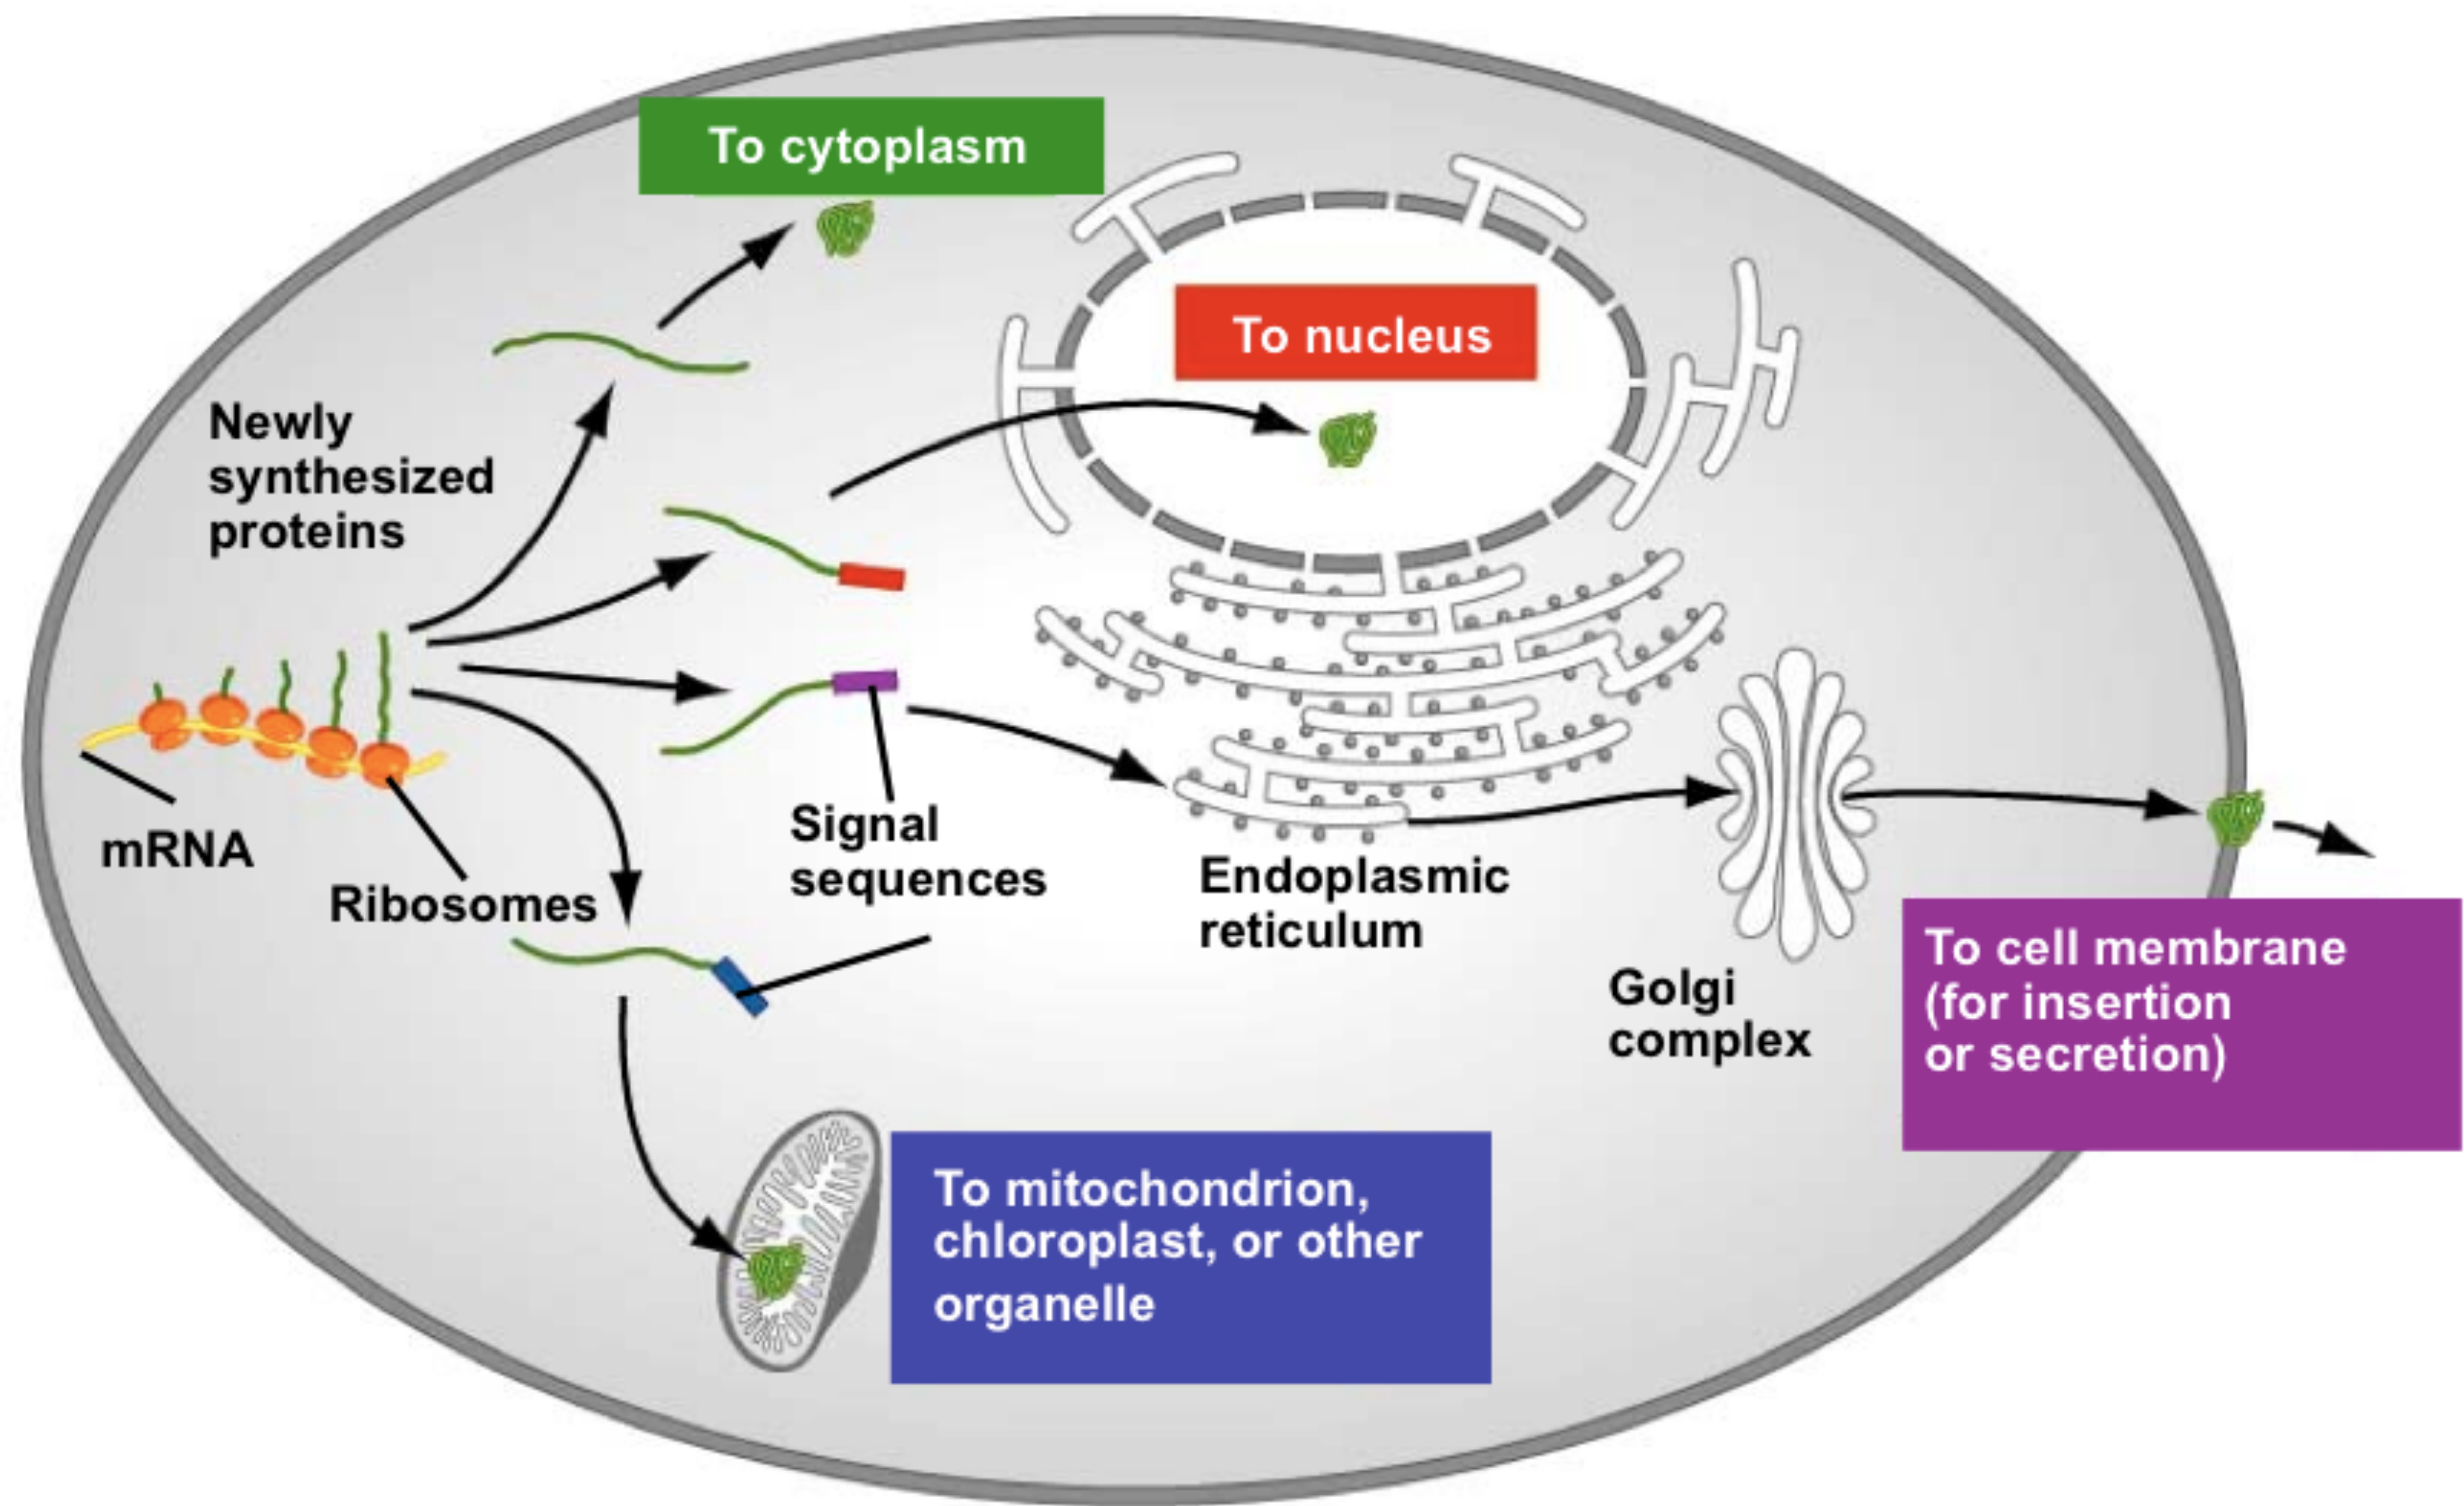 To cytoplasm
To nucleus
Newly
synthesized
proteins
mRNA
Ribosomes
Signal
sequences
Endoplasmic
reticulum
Golgi
complex
To cell membrane
(for insertion
or secretion)
To mitochondrion,
chloroplast, or other
organelle